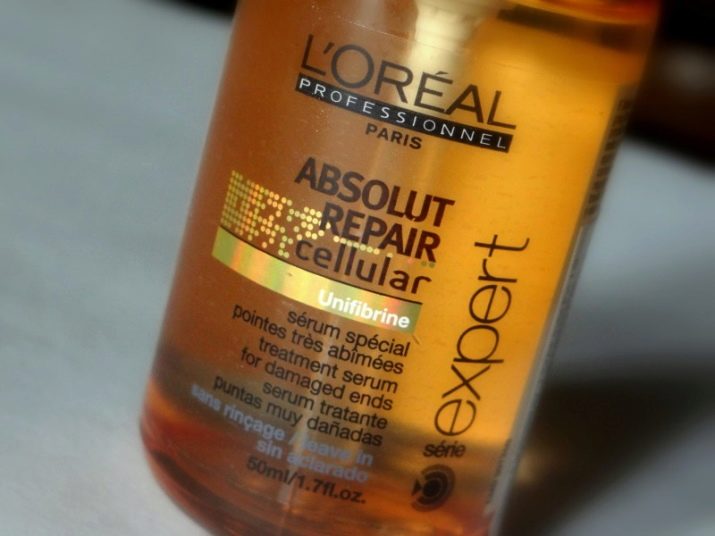 L'ORÉAL
PROFESSIONNEL
PARIS
ABSOLUT
REPAIR
cellular
Unifibrine
sérum spécial
pointes très abîmées
treatment serum
for damaged ends
serum tratante
puntas muy dañadas
sans rinçage / leave in
sin aclarado
50ml/1.7fl.oz.
série
expert